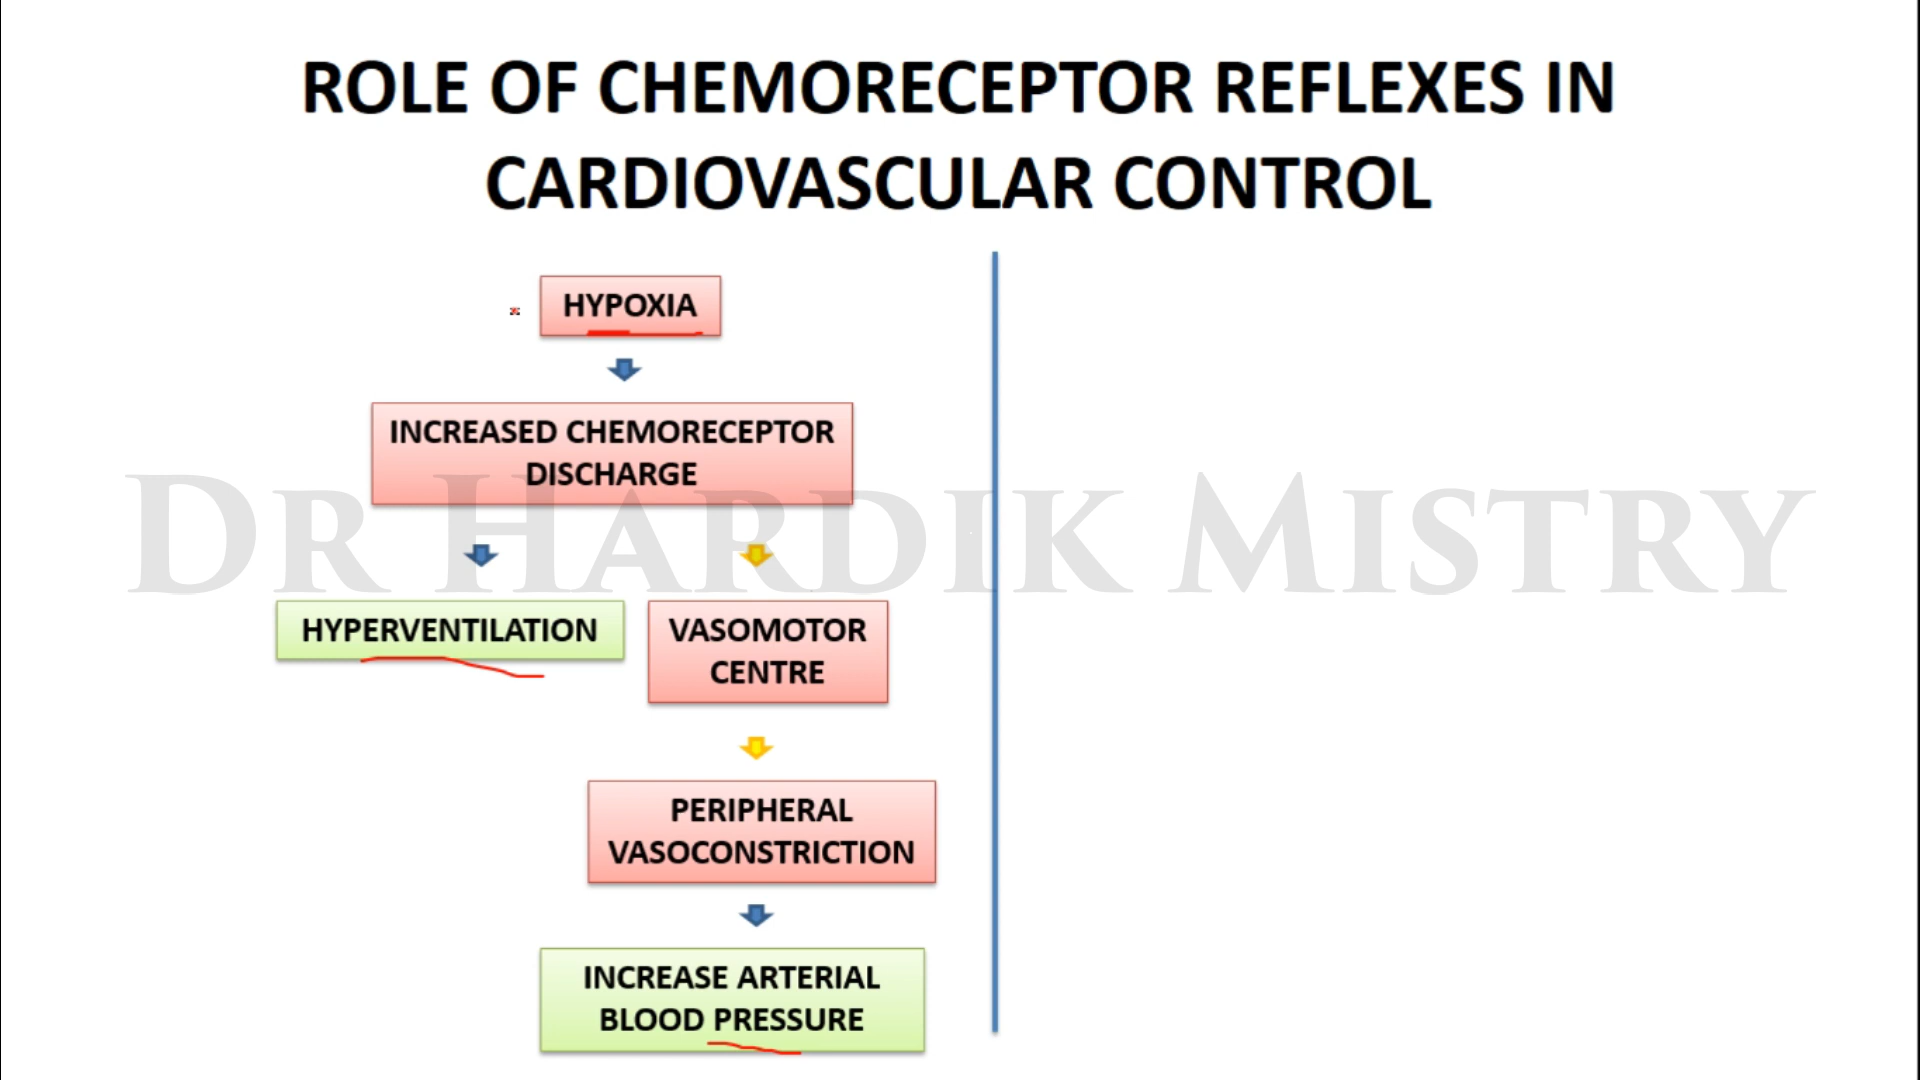 ROLE OF CHEMORECEPTOR REFLEXES IN
CARDIOVASCULAR CONTROL
HYPOXIA
INCREASED CHEMORECEPTOR
DISCHARGE
DR HARDIK MISTRY
HYPERVENTILATION
VASOMOTOR
CENTRE
PERIPHERAL
VASOCONSTRICTION
INCREASE ARTERIAL
BLOOD PRESSURE